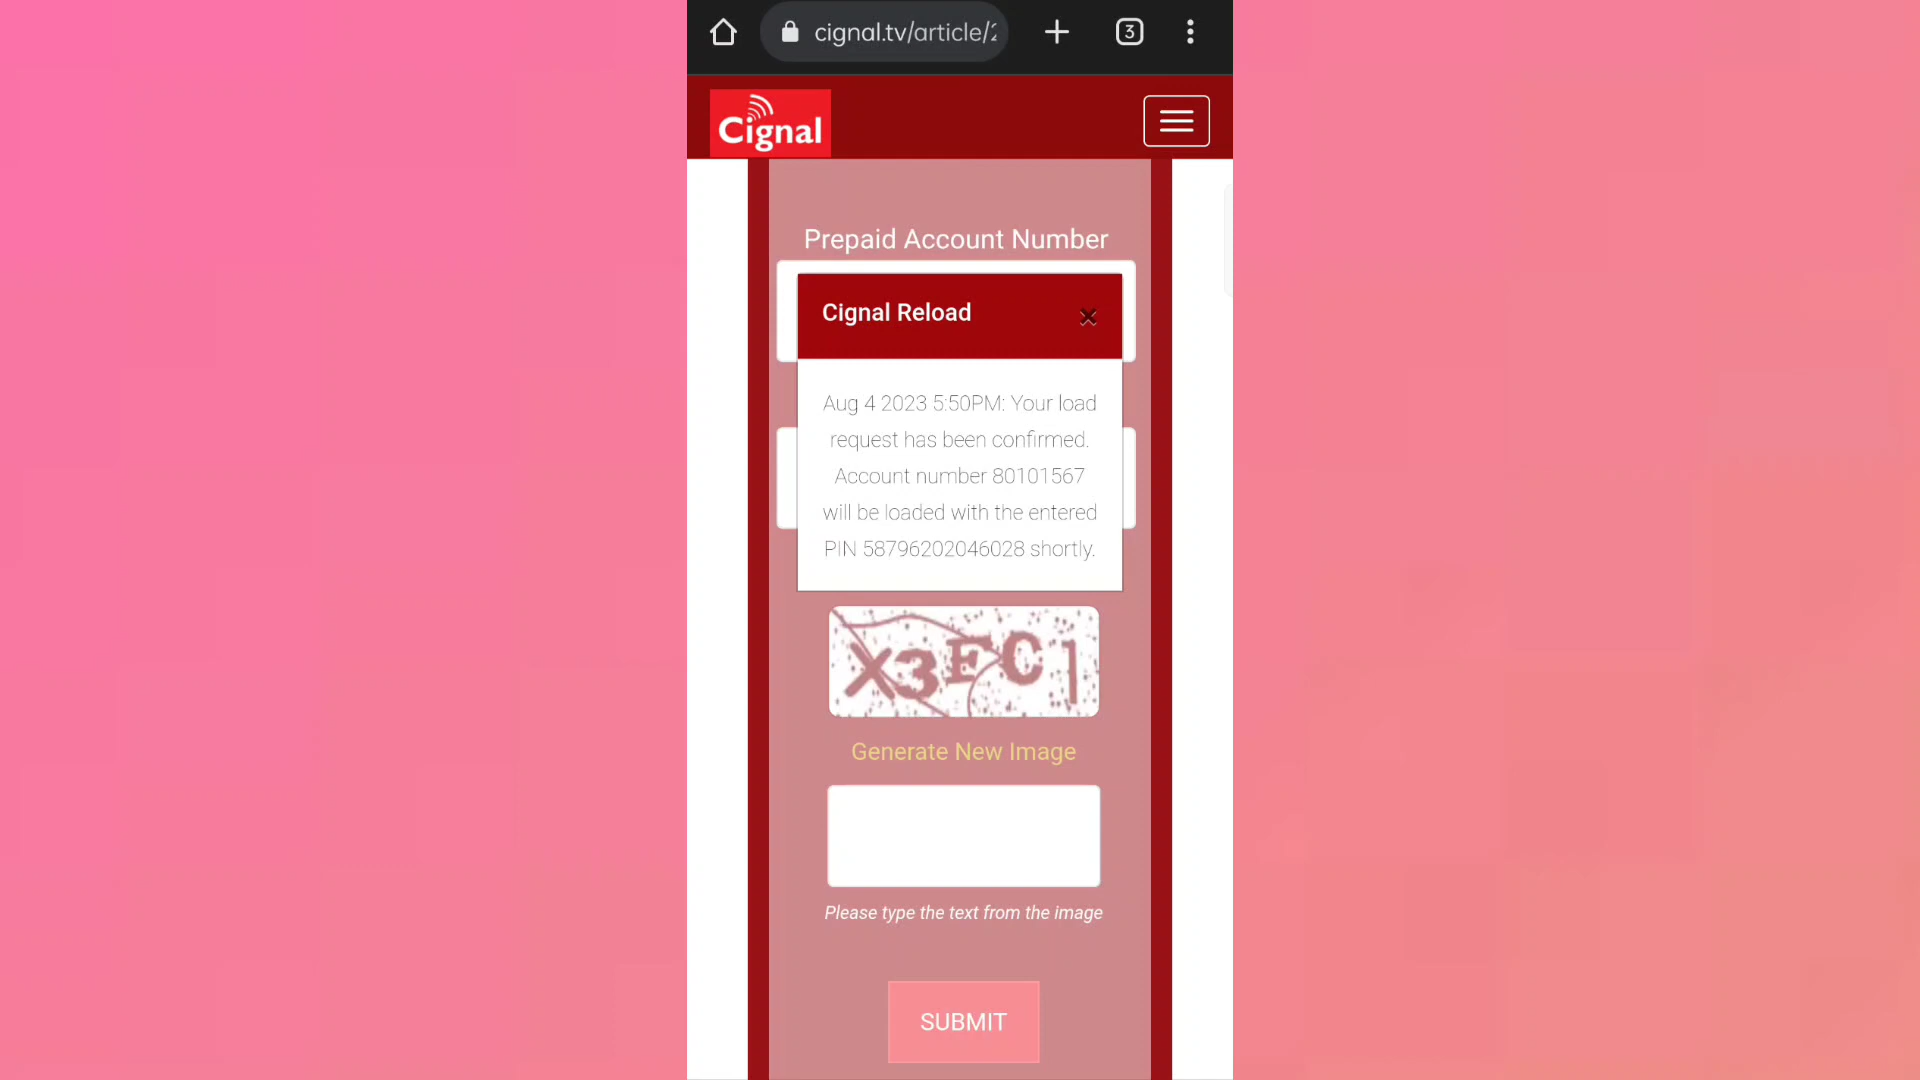 cignal.tv/article/2
3
Cignal
Prepaid Account Number
Cignal Reload
Aug 4 2023 5:50PM: Your load
request has been confirmed.
Account number 80101567
will be loaded with the entered
PIN 58796202046028 shortly.
X3ECl
Generate New Image
Please type the text from the image
SUBMIT